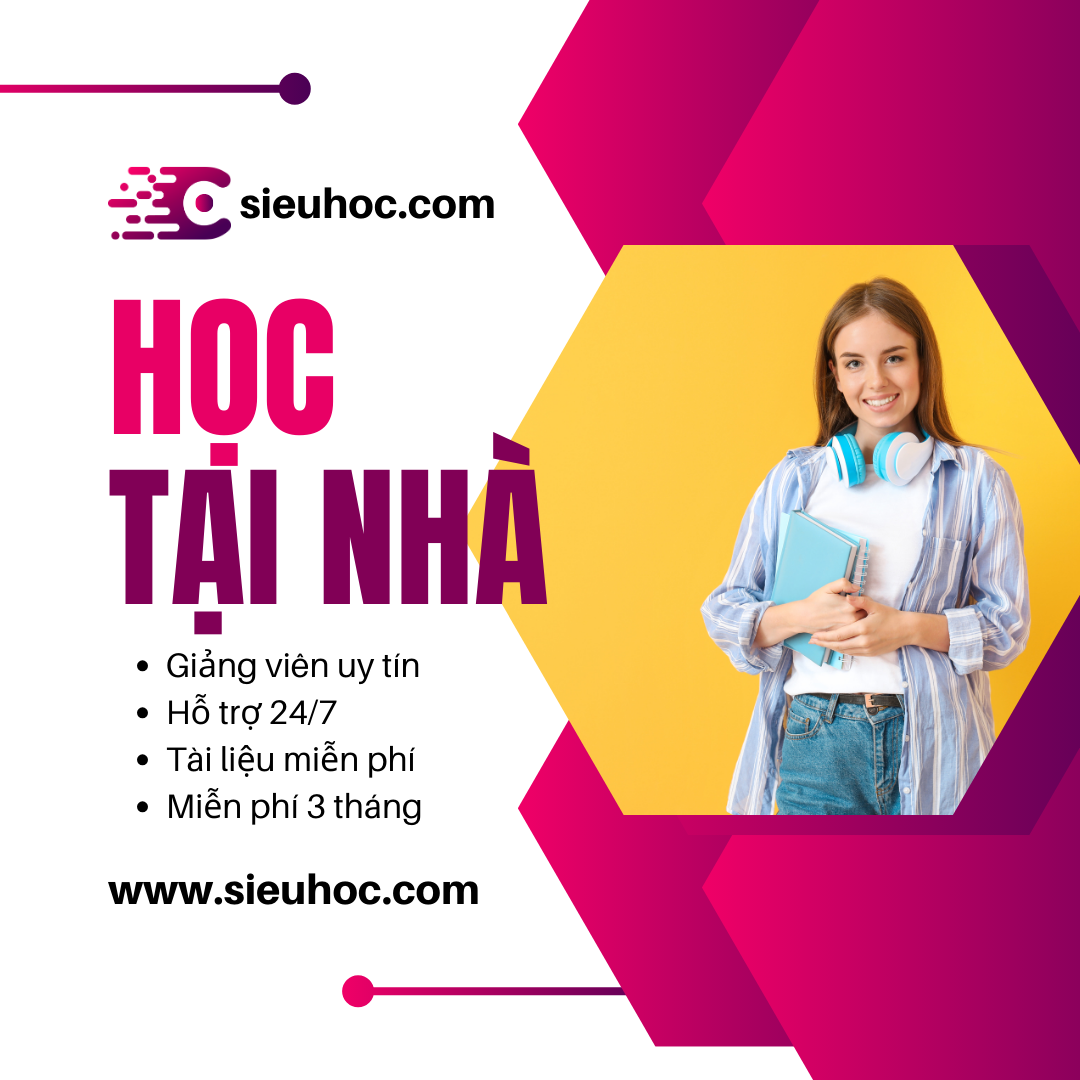 sieuhoc.com
HỌC
TẠI NHÀ
Giảng viên uy tín
Hỗ trợ 24/7
Tài liệu miễn phí
Miễn phí 3 tháng
www.sieuhoc.com